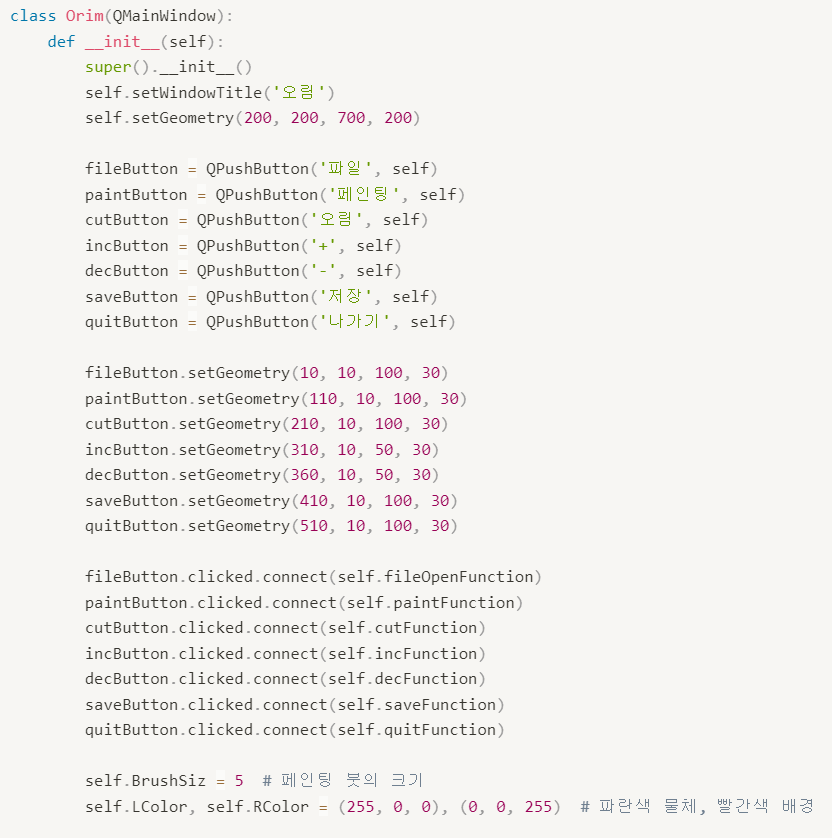 class Orim(QMainWindow):
    def __init__(self):
        super().__init__()
        self.setWindowTitle('오림')
        self.setGeometry(200, 200, 700, 200)

        fileButton = QPushButton('파일', self)
        paintButton = QPushButton('페인팅', self)
        cutButton = QPushButton('오림', self)
        incButton = QPushButton('+', self)
        decButton = QPushButton('-', self)
        saveButton = QPushButton('저장', self)
        quitButton = QPushButton('나가기', self)

        fileButton.setGeometry(10, 10, 100, 30)
        paintButton.setGeometry(110, 10, 100, 30)
        cutButton.setGeometry(210, 10, 100, 30)
        incButton.setGeometry(310, 10, 50, 30)
        decButton.setGeometry(360, 10, 50, 30)
        saveButton.setGeometry(410, 10, 100, 30)
        quitButton.setGeometry(510, 10, 100, 30)

        fileButton.clicked.connect(self.fileOpenFunction)
        paintButton.clicked.connect(self.paintFunction)
        cutButton.clicked.connect(self.cutFunction)
        incButton.clicked.connect(self.incFunction)
        decButton.clicked.connect(self.decFunction)
        saveButton.clicked.connect(self.saveFunction)
        quitButton.clicked.connect(self.quitFunction)

        self.BrushSiz = 5  # 페인팅 붓의 크기
        self.LColor, self.RColor = (255, 0, 0), (0, 0, 255)  # 파란색 물체, 빨간색 배경